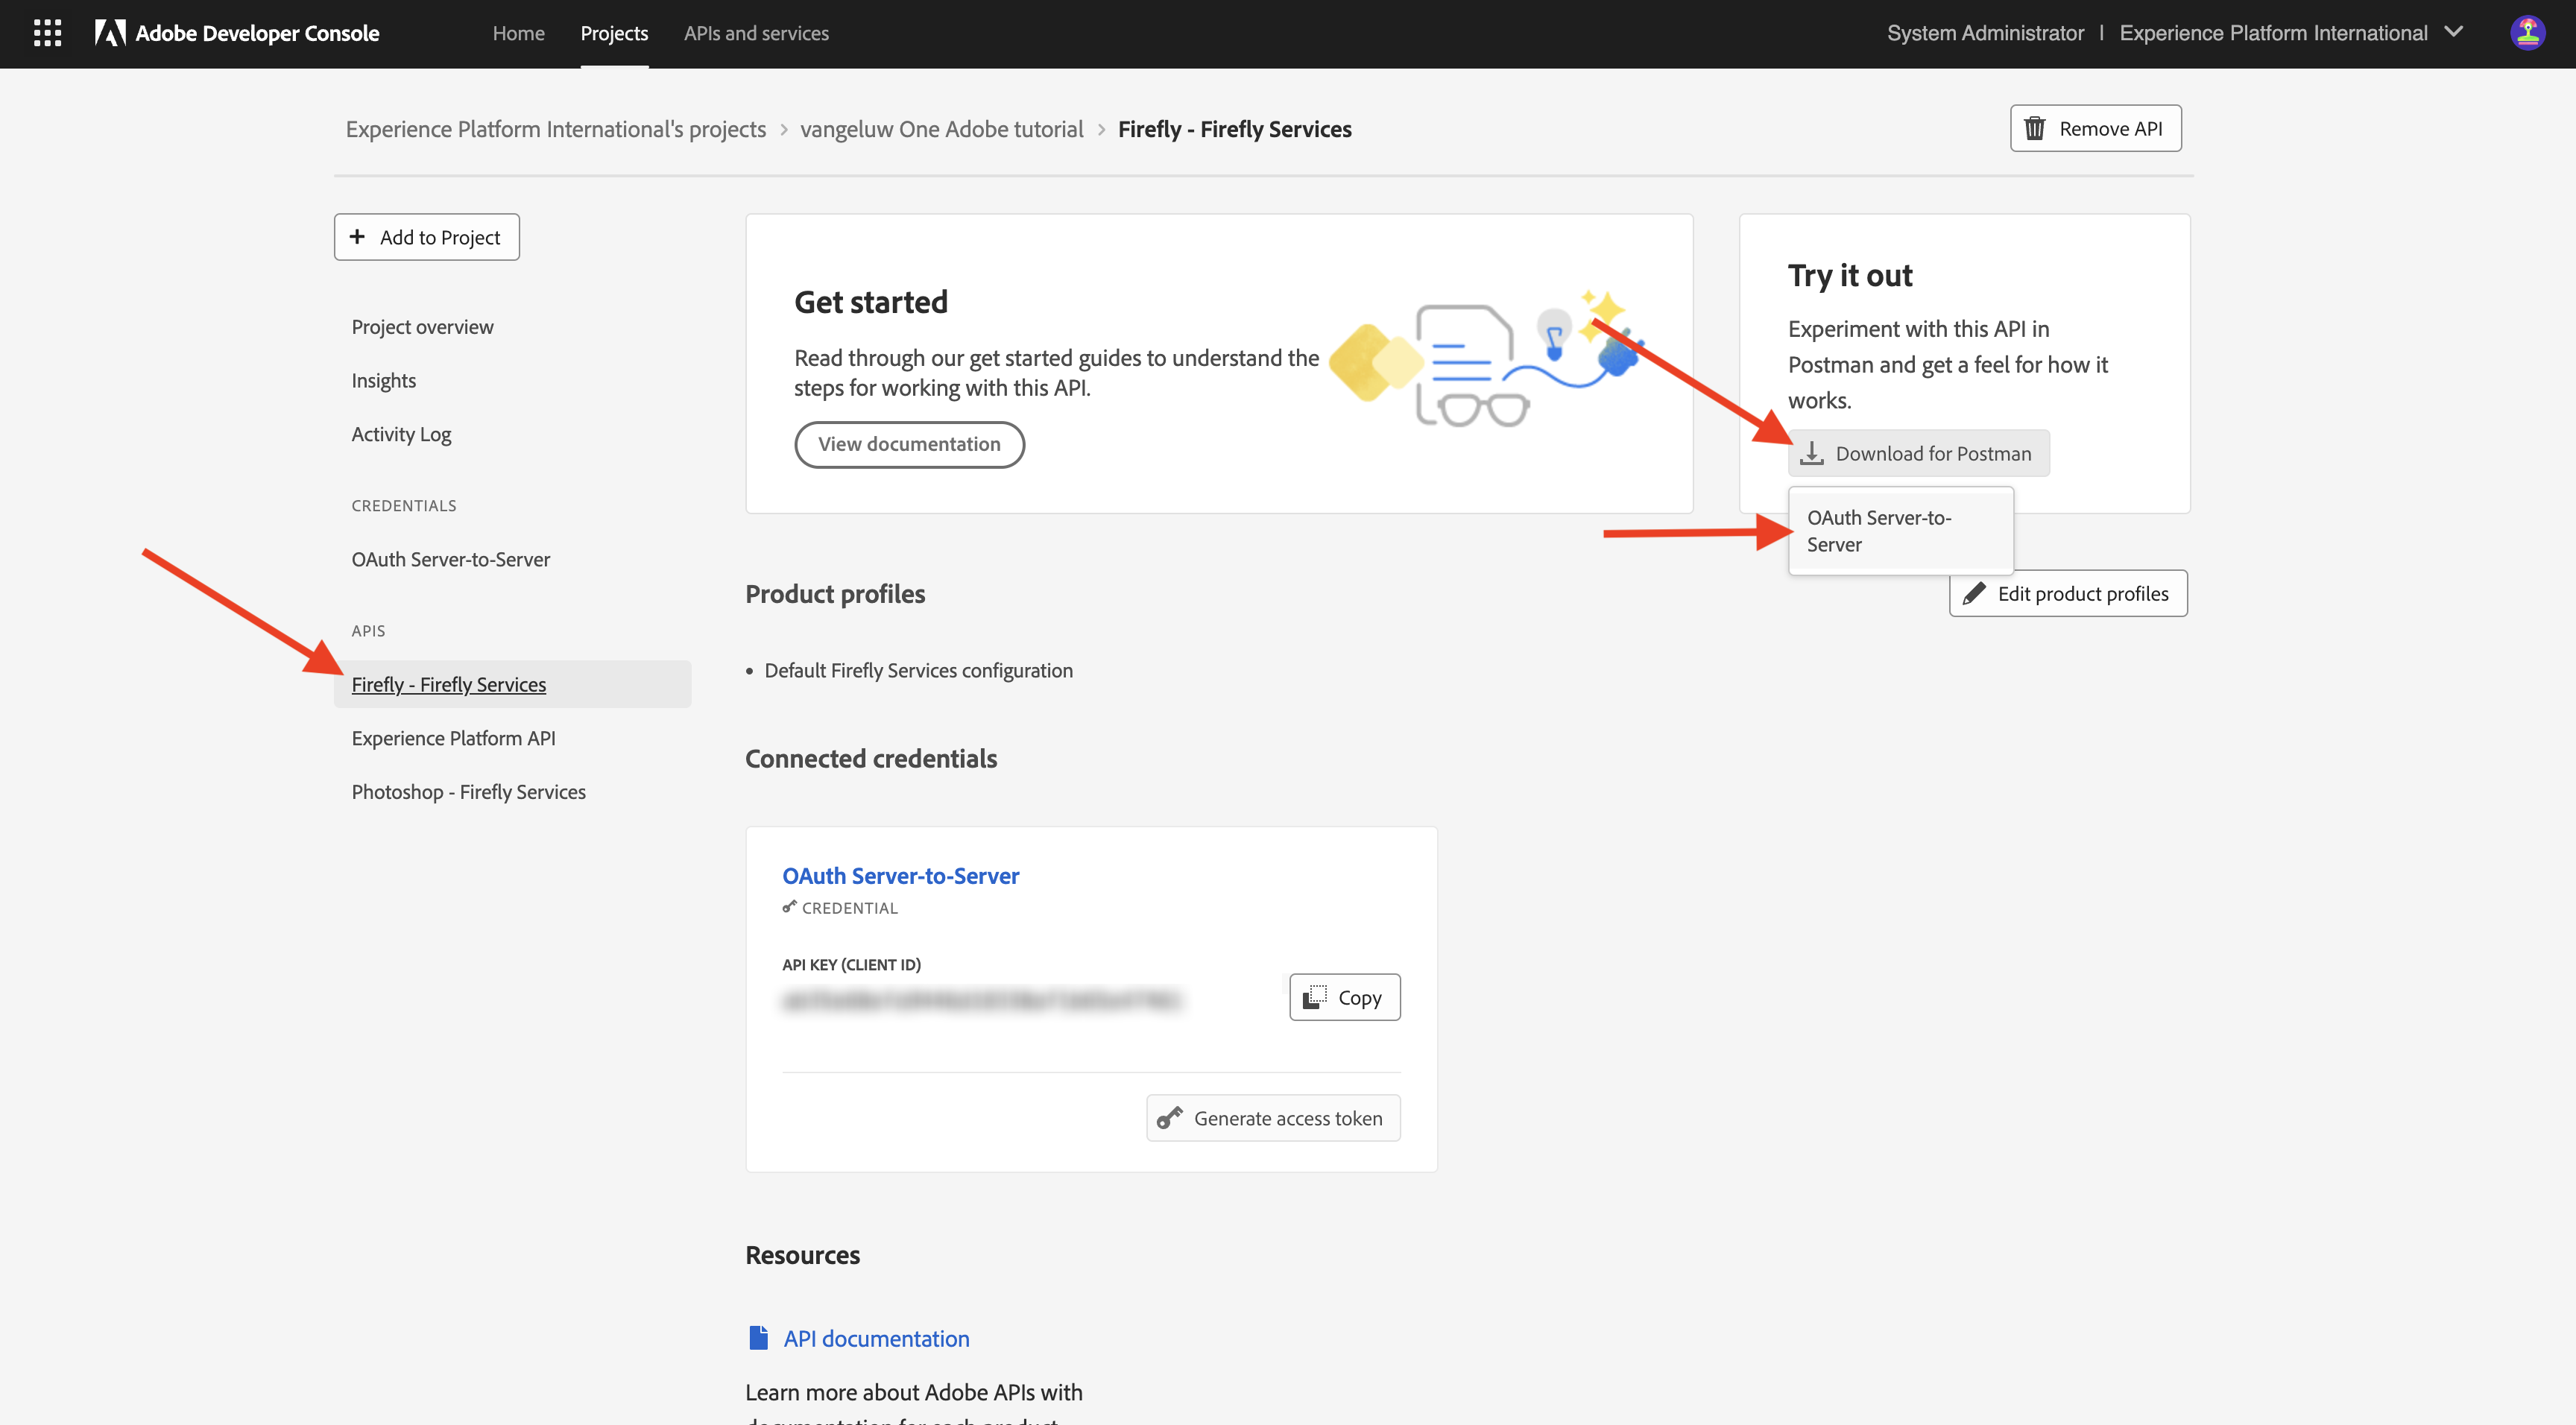 Adobe Developer Console
Home
Projects
APIs and services
System Administrator | Experience Platform International
Experience Platform International's projects > vangeluw One Adobe tutorial > Firefly - Firefly Services
Remove API
+ Add to Project
Project overview
Insights
Activity Log
CREDENTIALS
OAuth Server-to-Server
APIS
Firefly - Firefly Services
Experience Platform API
Photoshop - Firefly Services
Get started
Read through our get started guides to understand the
steps for working with this API.
View documentation
Try it out
Experiment with this API in
Postman and get a feel for how it
works.
Download for Postman
OAuth Server-to-
Server
Product profiles
Edit product profiles
• Default Firefly Services configuration
Connected credentials
OAuth Server-to-Server
CREDENTIAL
API KEY (CLIENT ID)
Copy
Generate access token
Resources
API documentation
Learn more about Adobe APIs with
documentation for each product